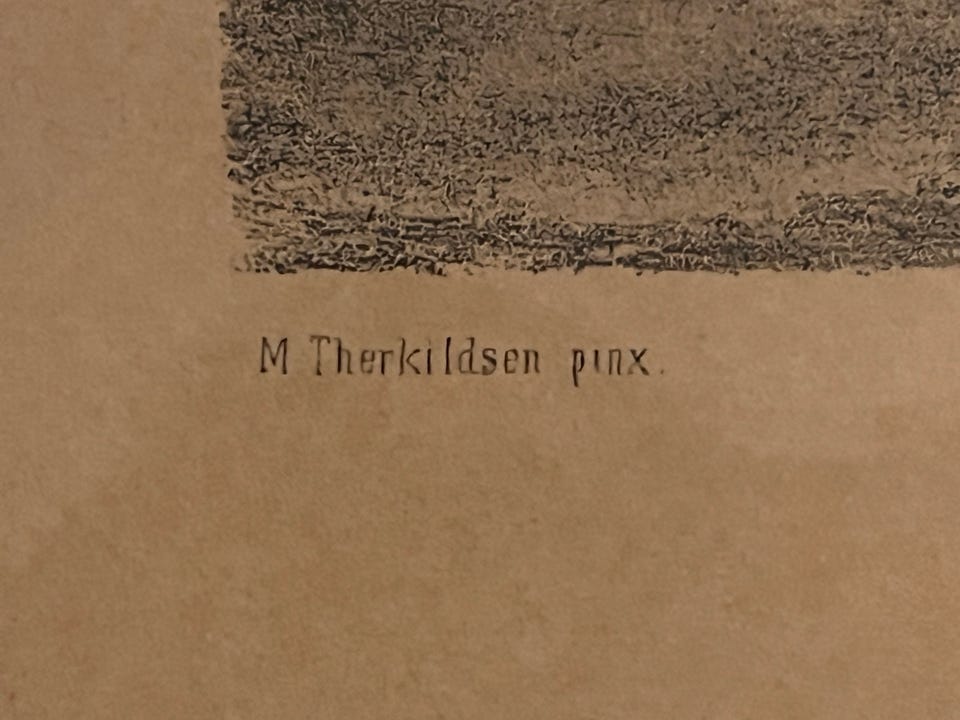 M Therkildsen pinx.